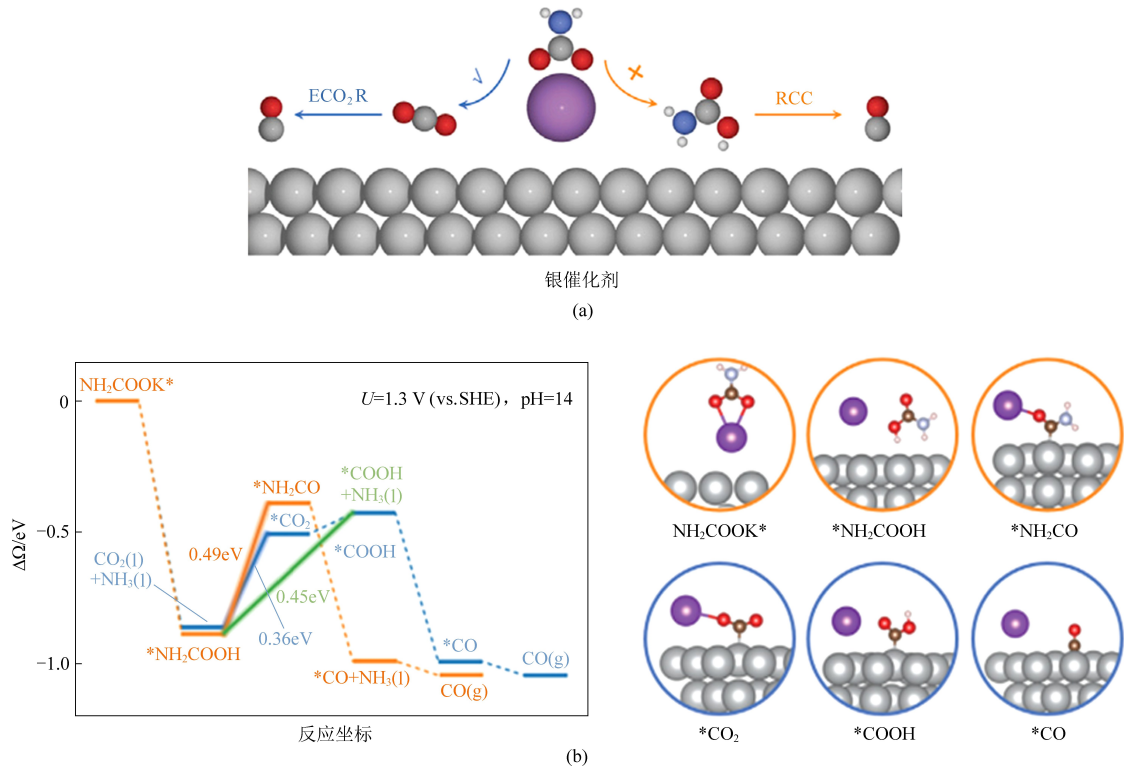 √
×
ECO₂R
RCC
银催化剂
(a)
NH₂COOK*
U=1.3 V (vs.SHE)，pH=14
0
*COOH
+NH₃(l)
*NH₂CO
*CO₂
−0.5
*COOH
CO₂(l)
+NH₃(l)
0.49eV
0.45eV
0.36eV
*NH₂COOH
*CO
CO(g)
−1.0
*CO+NH₃(l)
CO(g)
ΔΩ/eV
反应坐标
NH₂COOK*
*NH₂COOH
*NH₂CO
*CO₂
*COOH
*CO
(b)